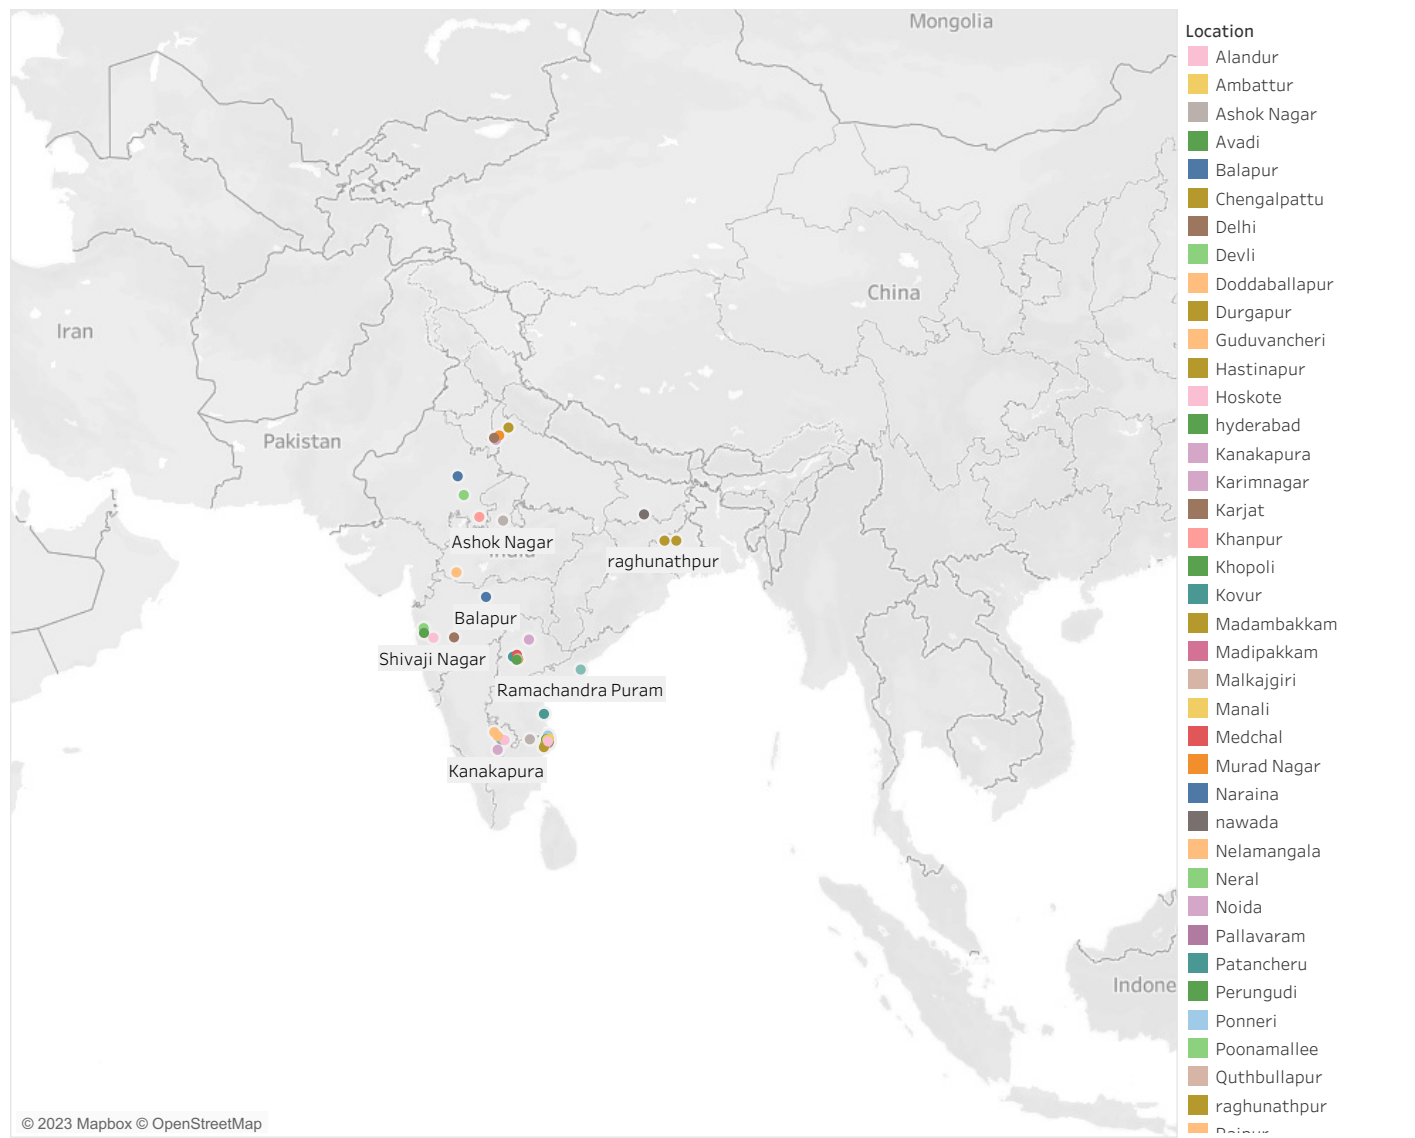 Mongolia
China
Iran
Pakistan
Ashok Nagar
India
raghunathpur
Balapur
Shivaji Nagar
Ramachandra Puram
Kanakapura
Indone
© 2023 Mapbox © OpenStreetMap
Location
Alandur
Ambattur
Ashok Nagar
Avadi
Balapur
Chengalpattu
Delhi
Devli
Doddaballapur
Durgapur
Guduvancheri
Hastinapur
Hoskote
hyderabad
Kanakapura
Karimnagar
Karjat
Khanpur
Khopoli
Kovur
Madambakkam
Madipakkam
Malkajgiri
Manali
Medchal
Murad Nagar
Naraina
nawada
Nelamangala
Neral
Noida
Pallavaram
Patancheru
Perungudi
Ponneri
Poonamallee
Quthbullapur
raghunathpur